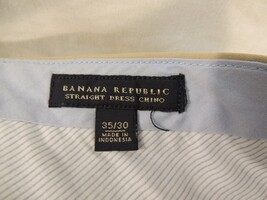 BANANA REPUBLIC
STRAIGHT DRESS CHINO
35/30
MADE IN
INDONESIA